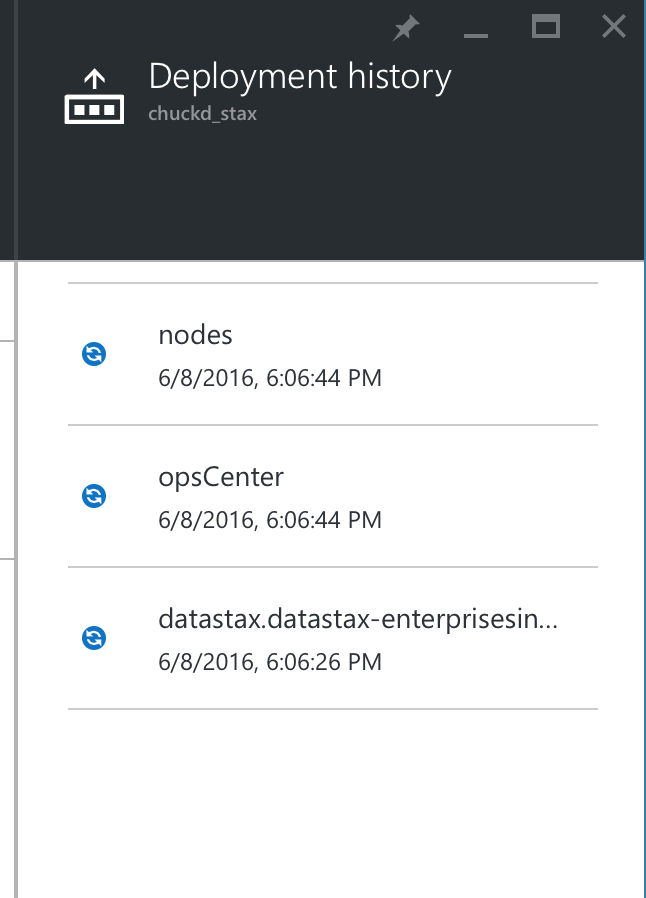 Deployment history
chuckd_stax
nodes
6/8/2016, 6:06:44 PM
opsCenter
6/8/2016, 6:06:44 PM
datastax.datastax-enterprisesin...
6/8/2016, 6:06:26 PM